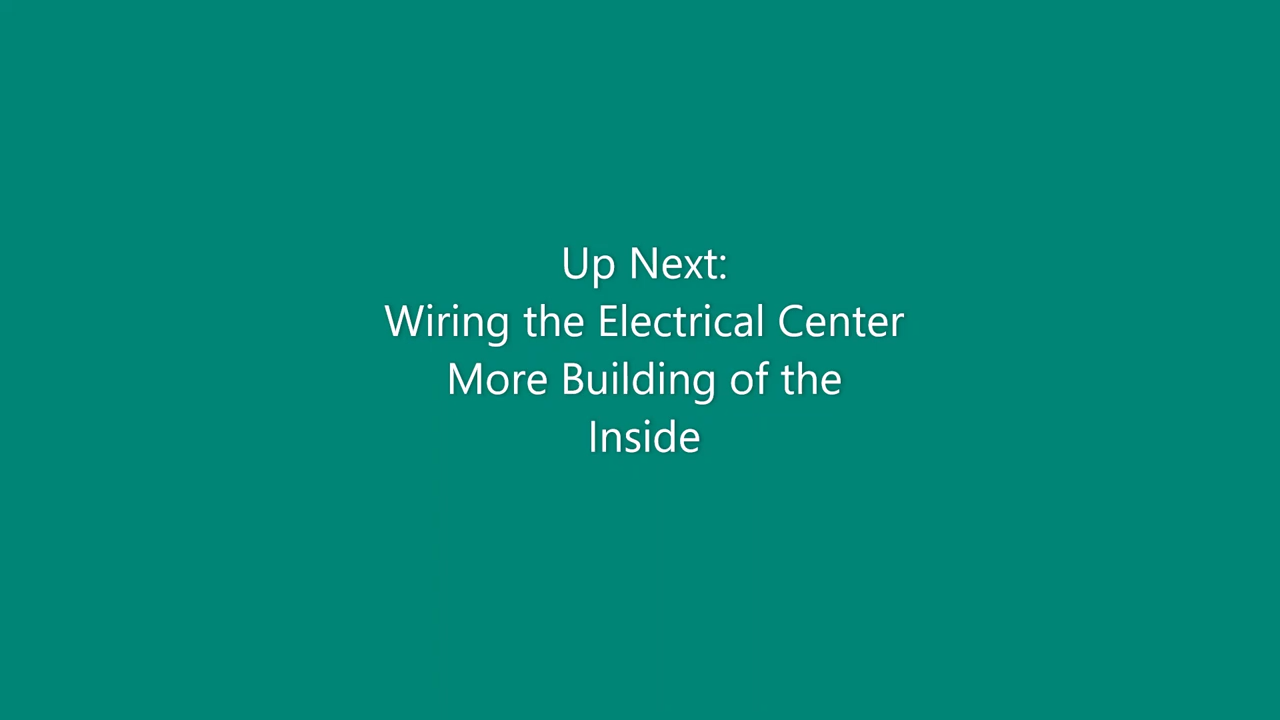 Up Next:
Wiring the Electrical Center
More Building of the
Inside